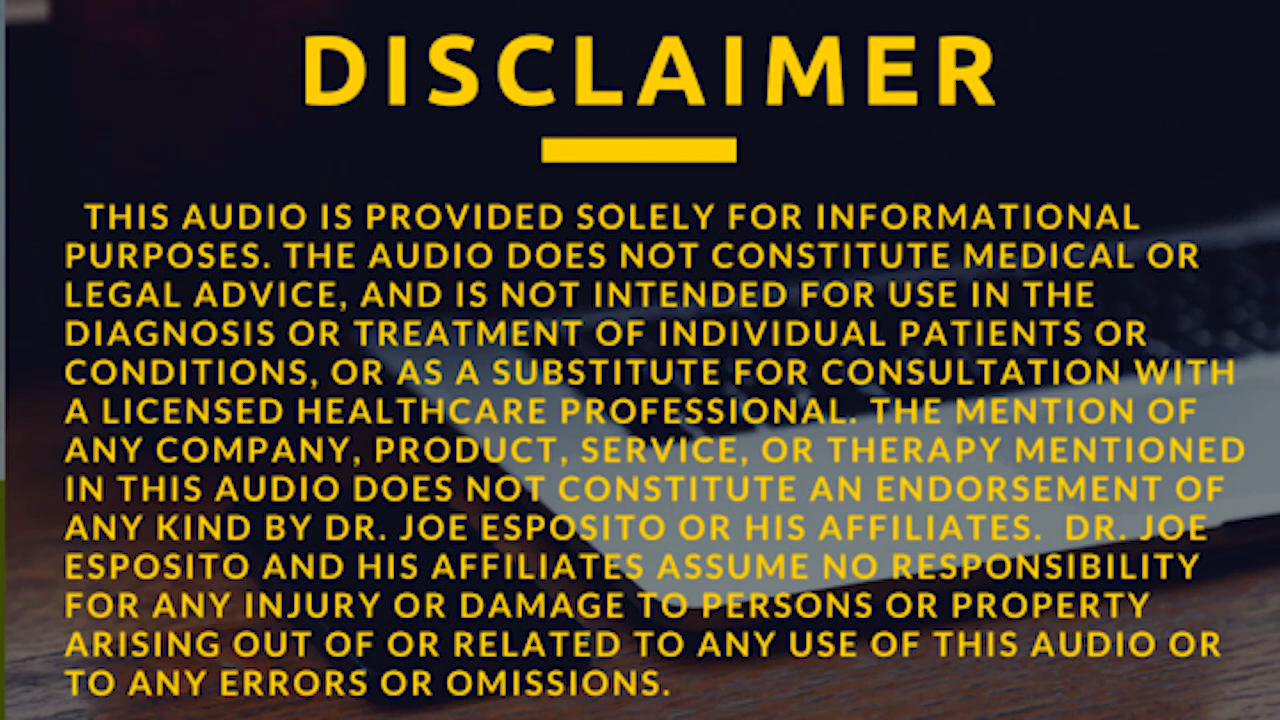 DISCLAIMER
THIS AUDIO IS PROVIDED SOLELY FOR INFORMATIONAL
PURPOSES. THE AUDIO DOES NOT CONSTITUTE MEDICAL OR
LEGAL ADVICE, AND IS NOT INTENDED FOR USE IN THE
DIAGNOSIS OR TREATMENT OF INDIVIDUAL PATIENTS OR
CONDITIONS, OR AS A SUBSTITUTE FOR CONSULTATION WITH
A LICENSED HEALTHCARE PROFESSIONAL. THE MENTION OF
ANY COMPANY, PRODUCT, SERVICE, OR THERAPY MENTIONED
IN THIS AUDIO DOES NOT CONSTITUTE AN ENDORSEMENT OF
ANY KIND BY DR. JOE ESPOSITO OR HIS AFFILIATES.  DR. JOE
ESPOSITO AND HIS AFFILIATES ASSUME NO RESPONSIBILITY
FOR ANY INJURY OR DAMAGE TO PERSONS OR PROPERTY
ARISING OUT OF OR RELATED TO ANY USE OF THIS AUDIO OR
TO ANY ERRORS OR OMISSIONS.